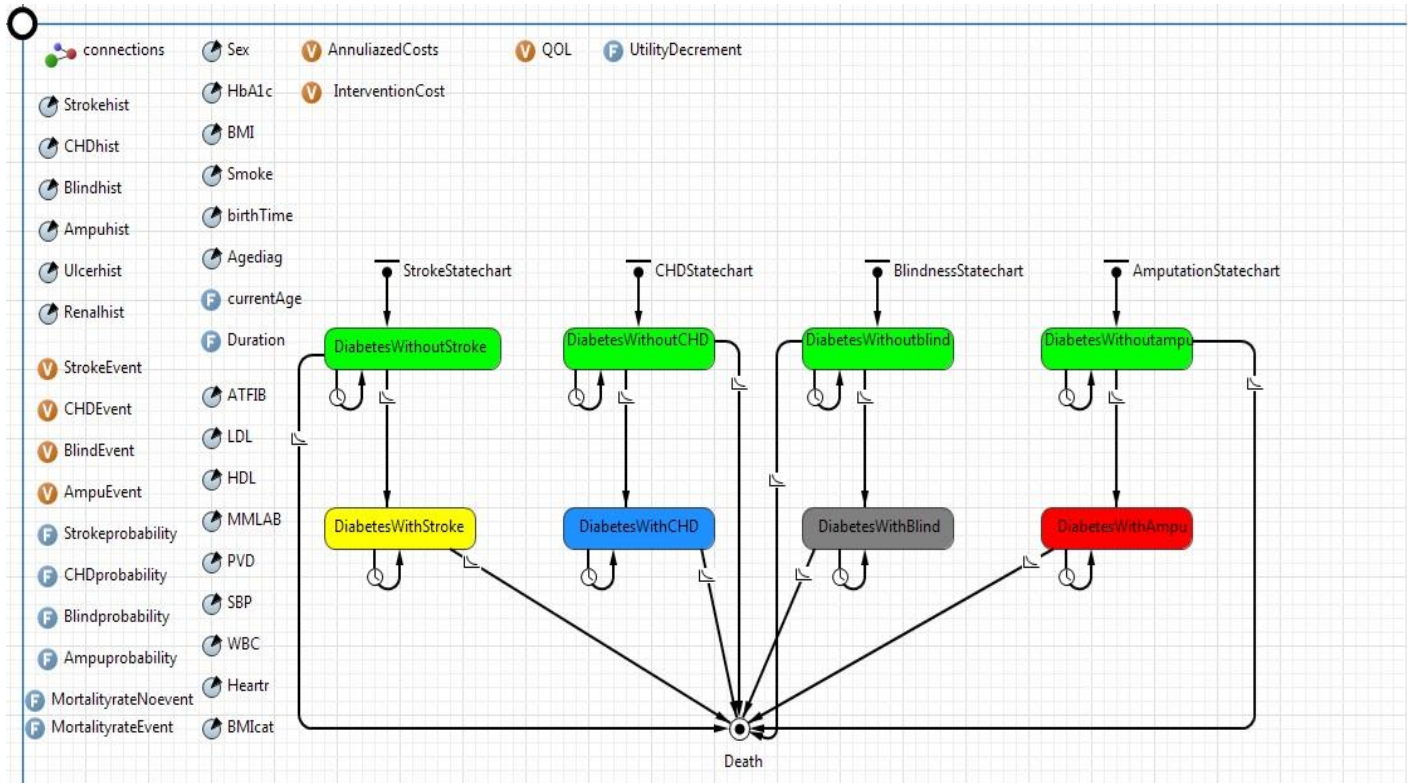 connections
Strokehist
CHDhist
Blindhist
Ampuhist
Ulcerhist
Renalhist
StrokeEvent
CHDEvent
BlindEvent
AmpuEvent
Strokeprobability
CHDprobability
Blindprobability
Ampuprobability
MortalityrateNoevent
MortalityrateEvent
Sex
HbA1c
BMI
Smoke
birthTime
Agediag
currentAge
Duration
ATFIB
LDL
HDL
MMLAB
PVD
SBP
WBC
Heartr
BMIcat
AnnuliazedCosts
InterventionCost
QOL
UtilityDecrement
StrokeStatechart
CHDStatechart
BlindnessStatechart
AmputationStatechart
DiabetesWithoutStroke
DiabetesWithoutCHD
DiabetesWithoutblind
DiabetesWithoutampu
DiabetesWithStroke
DiabetesWithCHD
DiabetesWithBlind
DiabetesWithAmpu
Death